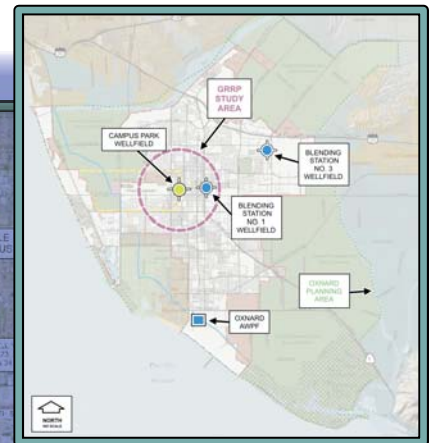 GRRP
STUDY
AREA
CAMPUS PARK
WELLFIELD
BLENDING
STATION
NO. 3
WELLFIELD
BLENDING
STATION
NO. 1
WELLFIELD
OXNARD
PLANNING
AREA
OXNARD
AWPF
NORTH